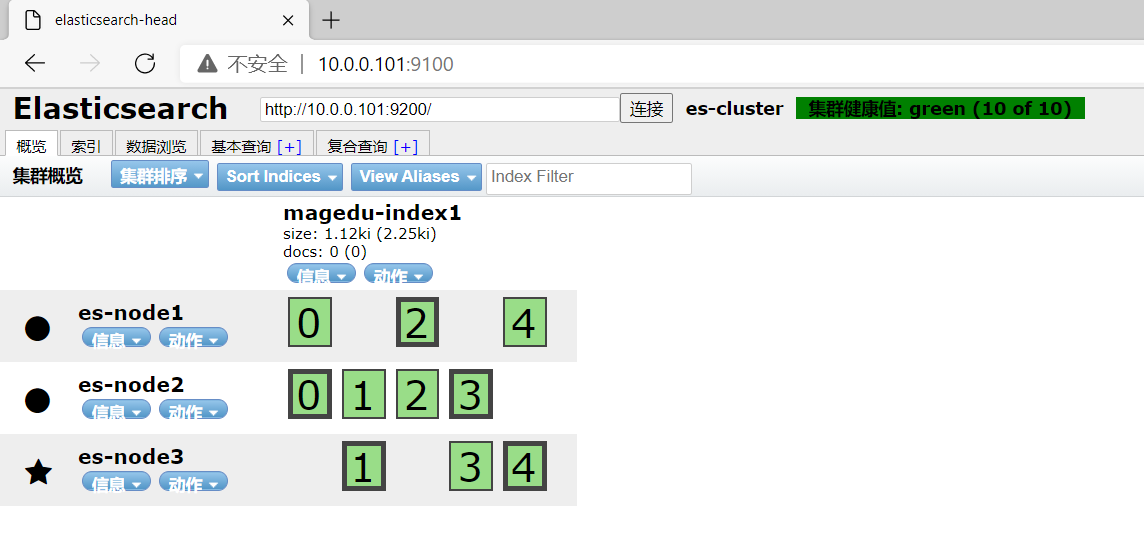 elasticsearch-head
不安全 | 10.0.0.101:9100
Elasticsearch http://10.0.0.101:9200/ 连接 es-cluster 集群健康值: green (10 of 10)
概览 索引 数据浏览 基本查询 [+] 复合查询 [+]
集群概览 集群排序 Sort Indices View Aliases Index Filter
magedu-index1
size: 1.12ki (2.25ki)
docs: 0 (0)
信息 动作
es-node1 0 2 4
信息 动作
es-node2 0 1 2 3
信息 动作
es-node3 1 3 4
信息 动作